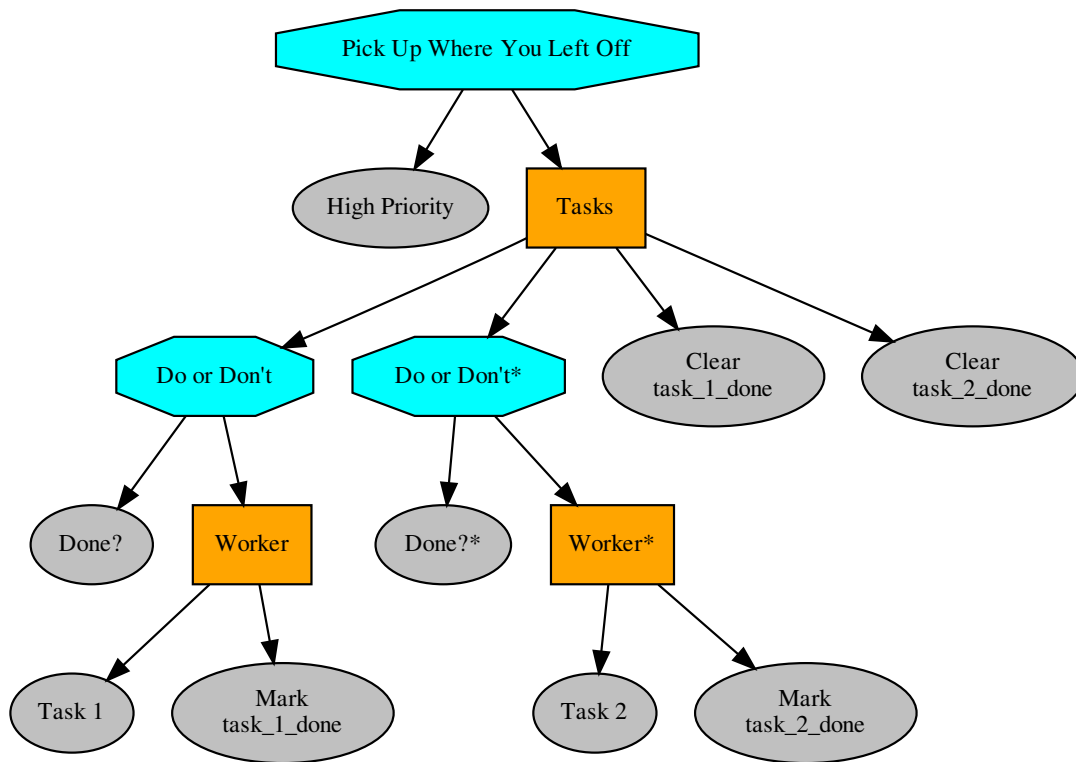 Pick Up Where You Left Off
High Priority
Tasks
Do or Don't
Do or Don't*
Clear
task_1_done
Clear
task_2_done
Done?
Worker
Done?*
Worker*
Task 1
Mark
task_1_done
Task 2
Mark
task_2_done